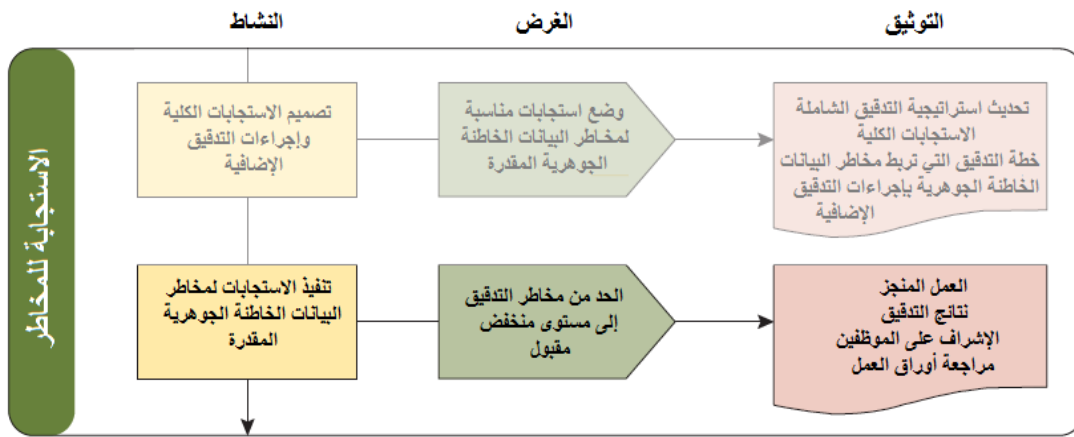 النشاط
الغرض
التوثيق
الاستجابة للمخاطر
تصميم الاستجابات الكلية
وإجراءات التدقيق
الإضافية
وضع استجابات مناسبة
لمخاطر البيانات الخاطئة
الجوهرية المقدرة
تحديث استراتيجية التدقيق الشاملة
الاستجابات الكلية
خطة التدقيق التي تربط مخاطر البيانات
الخاطئة الجوهرية بإجراءات التدقيق
الإضافية
تنفيذ الاستجابات لمخاطر
البيانات الخاطئة الجوهرية
المقدرة
الحد من مخاطر التدقيق
إلى مستوى منخفض
مقبول
العمل المنجز
نتائج التدقيق
الإشراف على الموظفين
مراجعة أوراق العمل